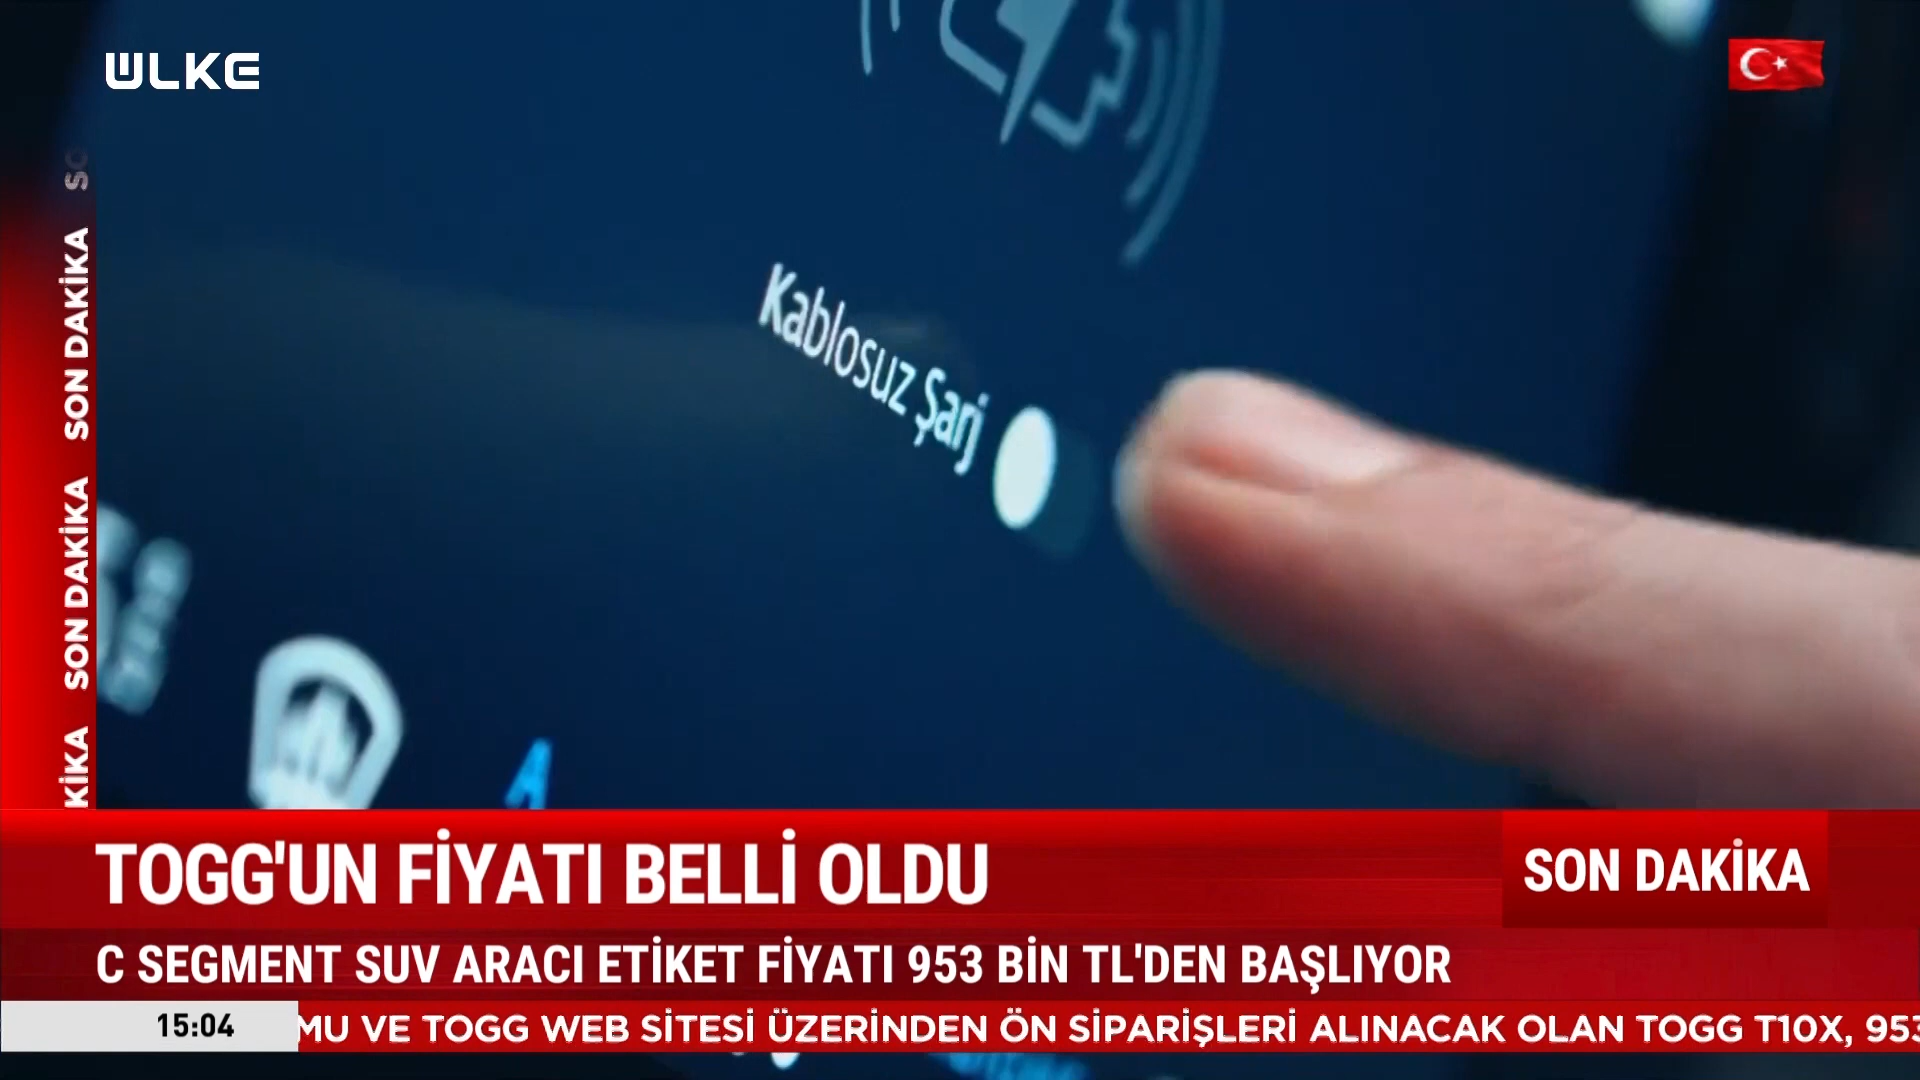 ULKE
SON DAKİKA
SON DAKİKA
KİKA
Kablosuz Şarj
A
TOGG'UN FİYATI BELLİ OLDU
SON DAKİKA
C SEGMENT SUV ARACI ETİKET FİYATI 953 BİN TL'DEN BAŞLIYOR
15:04
MU VE TOGG WEB SİTESİ ÜZERİNDEN ÖN SİPARİŞLERİ ALINACAK OLAN TOGG T10X, 953